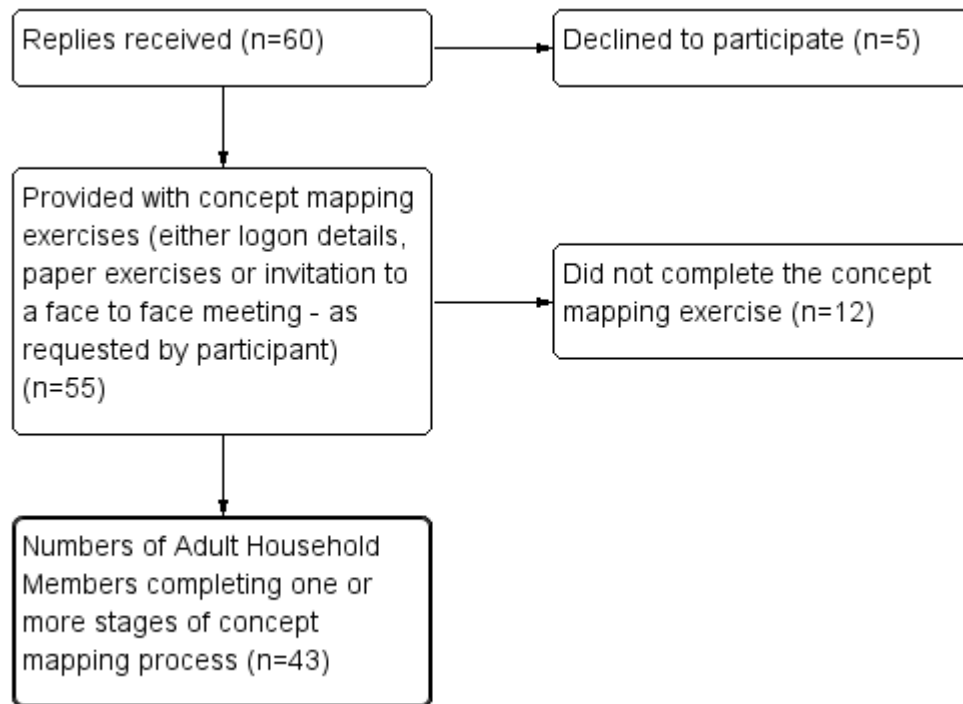 Replies received (n=60)
Declined to participate (n=5)
Provided with concept mapping
exercises (either logon details,
paper exercises or invitation to
a face to face meeting - as
requested by participant)
(n=55)
Did not complete the concept
mapping exercise (n=12)
Numbers of Adult Household
Members completing one or
more stages of concept
mapping process (n=43)